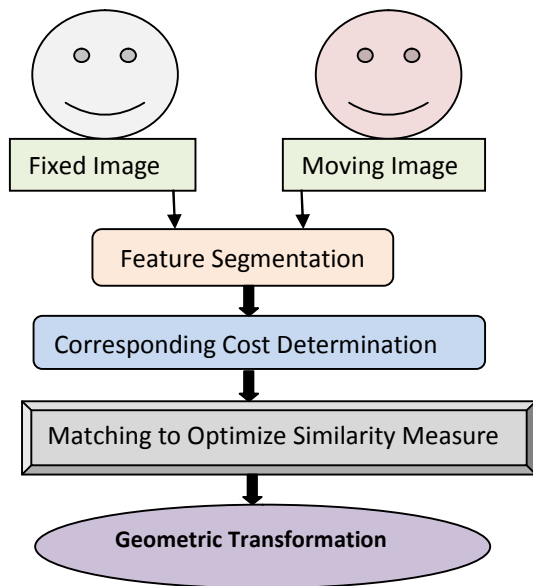 Fixed Image
Moving Image
Feature Segmentation
Corresponding Cost Determination
Matching to Optimize Similarity Measure
Geometric Transformation